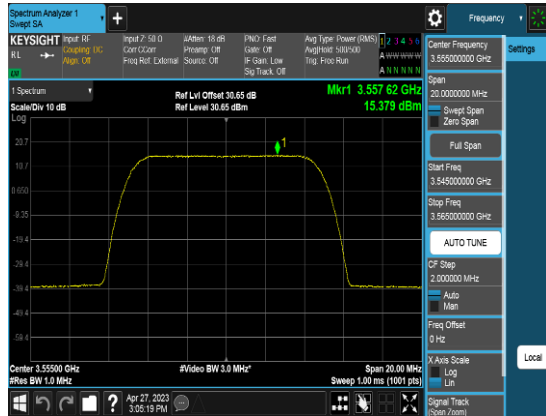 Spectrum Analyzer 1
Swept SA
+
Frequency
KEYSIGHT
RL
Input: RF
Coupling: DC
Align: Off
Input Z: 50 Ω
Corr CCorr
Freq Ref: External
#Atten: 18 dB
Preamp: Off
Source: Off
PNO: Fast
Gate: Off
IF Gain: Low
Sig Track: Off
Avg Type: Power (RMS)
Avg|Hold: 500/500
Trig: Free Run
1 2 3 4 5 6
A W W W W W
A N N N N N
1 Spectrum
Scale/Div 10 dB
Log
Ref Lvl Offset 30.65 dB
Ref Level 30.65 dBm
Mkr1 3.557 62 GHz
15.379 dBm
1
20.7
10.7
0.650
-9.35
-19.4
-29.4
-39.4
-49.4
-59.4
Center 3.55500 GHz
#Res BW 1.0 MHz
#Video BW 3.0 MHz*
Span 20.00 MHz
Sweep 1.00 ms (1001 pts)
Apr 27, 2023
3:05:19 PM
?
Center Frequency
3.555000000 GHz
Span
20.0000000 MHz
Swept Span
Zero Span
Full Span
Start Freq
3.545000000 GHz
Stop Freq
3.565000000 GHz
AUTO TUNE
CF Step
2.000000 MHz
Auto
Man
Freq Offset
0 Hz
X Axis Scale
Log
Lin
Signal Track
(Span Zoom)
Settings
Local